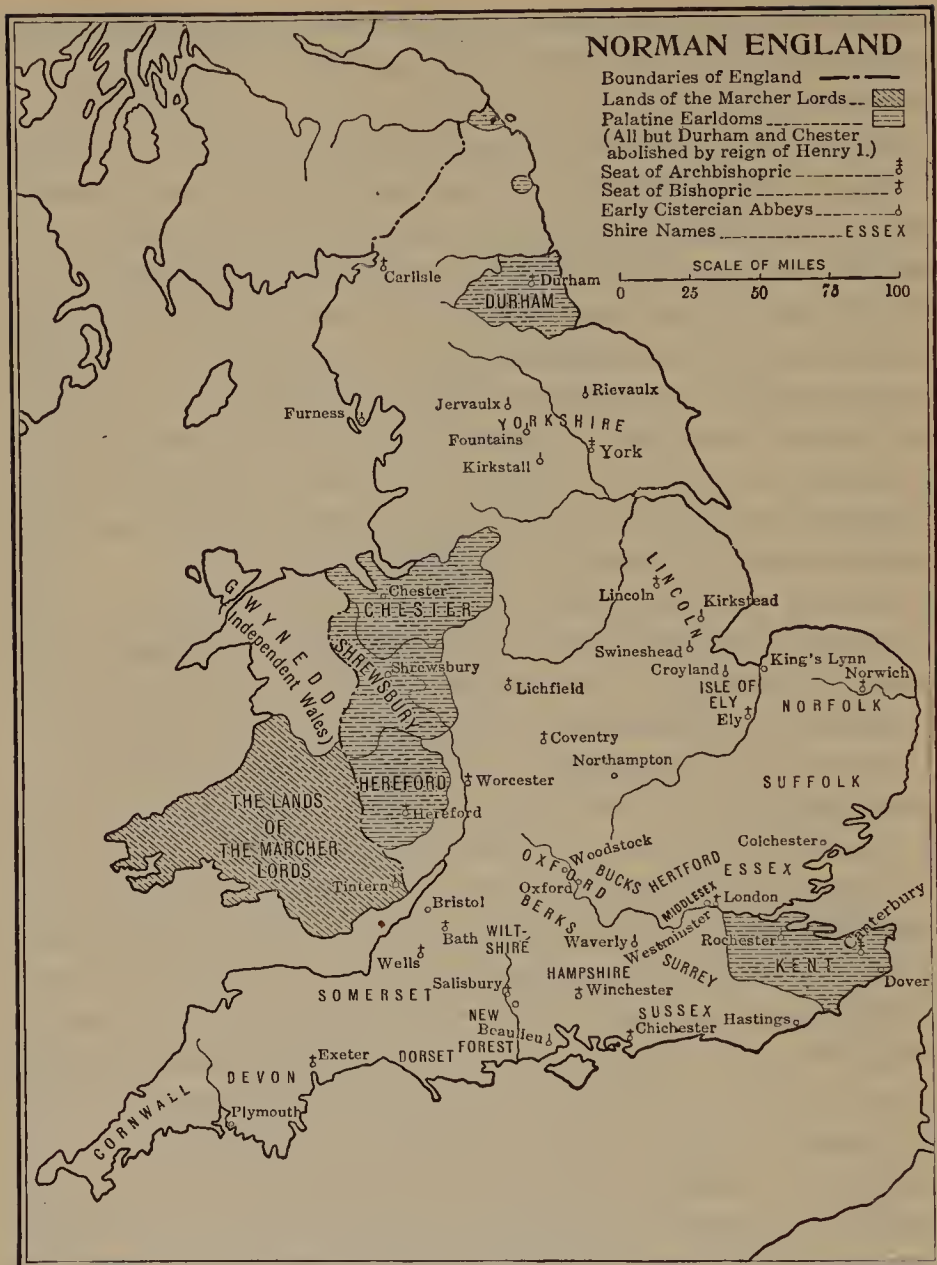 NORMAN ENGLAND
Boundaries of England
Lands of the Marcher Lords
Palatine Earldoms
(All but Durham and Chester
abolished by reign of Henry 1.)
Seat of Archbishopric
Seat of Bishopric
Early Cistercian Abbeys
Shire Names ESSEX
SCALE OF MILES
0 25 50 75 100
Carlisle
Durham
DURHAM
Rievaulx
Jervaulx
Furness
YORKSHIRE
Fountains
York
Kirkstall
GWYNEDD
(Independent Wales)
Chester
CHESTER
LINCOLN
Lincoln
Kirkstead
SHREWSBURY
Shrewsbury
Swineshead
Croyland
King's Lynn
Norwich
Lichfield
ISLE OF
ELY
Ely
NORFOLK
Coventry
Northampton
HEREFORD
Worcester
SUFFOLK
Hereford
THE LANDS
OF
THE MARCHER
LORDS
Colchester
Woodstock
OXFORD
BUCKS
HERTFORD
ESSEX
Tintern
Oxford
MIDDLESEX
London
Bristol
BERKS
Canterbury
Bath
WILT-
SHIRE
Waverly
Westminster
Rochester
Wells
KENT
HAMPSHIRE
SURREY
Dover
SOMERSET
Salisbury
Winchester
NEW
FOREST
SUSSEX
Beaulieu
Chichester
Hastings
Exeter
DORSET
DEVON
CORNWALL
Plymouth